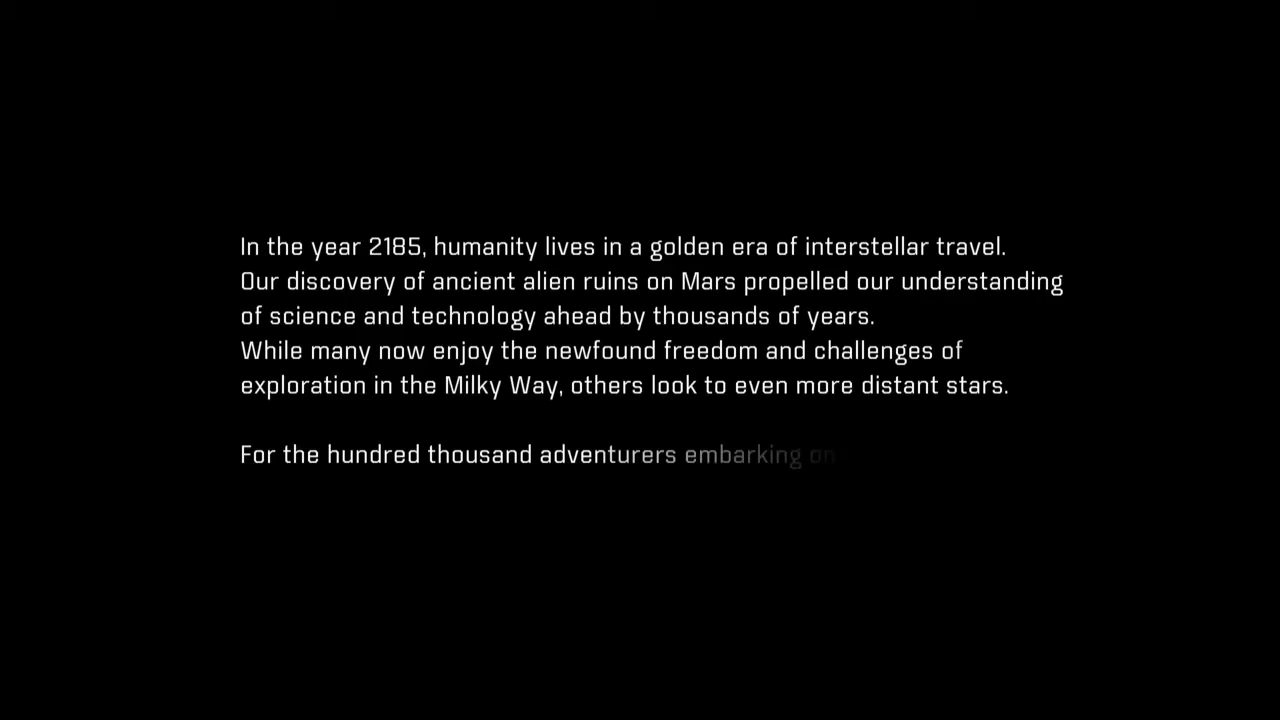 In the year 2185, humanity lives in a golden era of interstellar travel.
Our discovery of ancient alien ruins on Mars propelled our understanding
of science and technology ahead by thousands of years.
While many now enjoy the newfound freedom and challenges of
exploration in the Milky Way, others look to even more distant stars.
For the hundred thousand adventurers embarking on